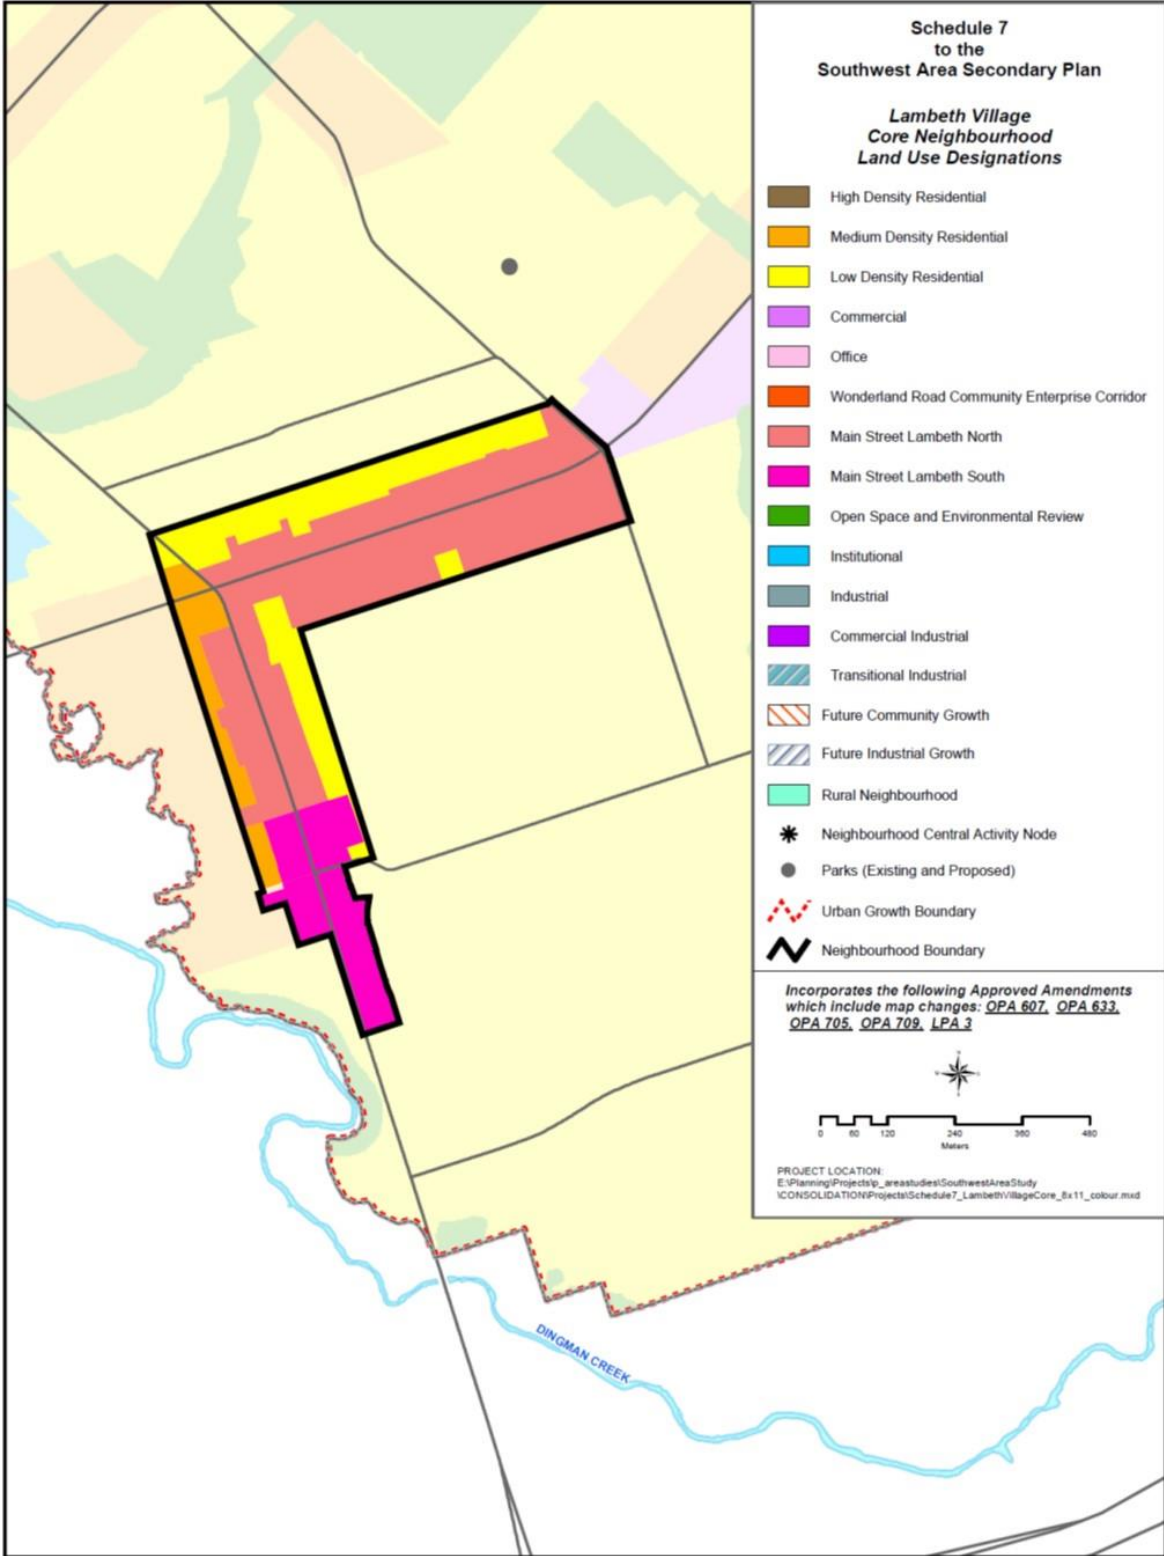 Schedule 7
to the
Southwest Area Secondary Plan
Lambeth Village
Core Neighbourhood
Land Use Designations
High Density Residential
Medium Density Residential
Low Density Residential
Commercial
Office
Wonderland Road Community Enterprise Corridor
Main Street Lambeth North
Main Street Lambeth South
Open Space and Environmental Review
Institutional
Industrial
Commercial Industrial
Transitional Industrial
Future Community Growth
Future Industrial Growth
Rural Neighbourhood
Neighbourhood Central Activity Node
Parks (Existing and Proposed)
Urban Growth Boundary
Neighbourhood Boundary
Incorporates the following Approved Amendments
which include map changes: OPA 607, OPA 633,
OPA 705, OPA 709, LPA 3
0 60 120 240 360 480
Meters
PROJECT LOCATION:
E:\Planning\Projects\p_areastudies\SouthwestAreaStudy
\CONSOLIDATION\Projects\Schedule7_LambethVillageCore_8x11_colour.mxd
DINGMAN CREEK